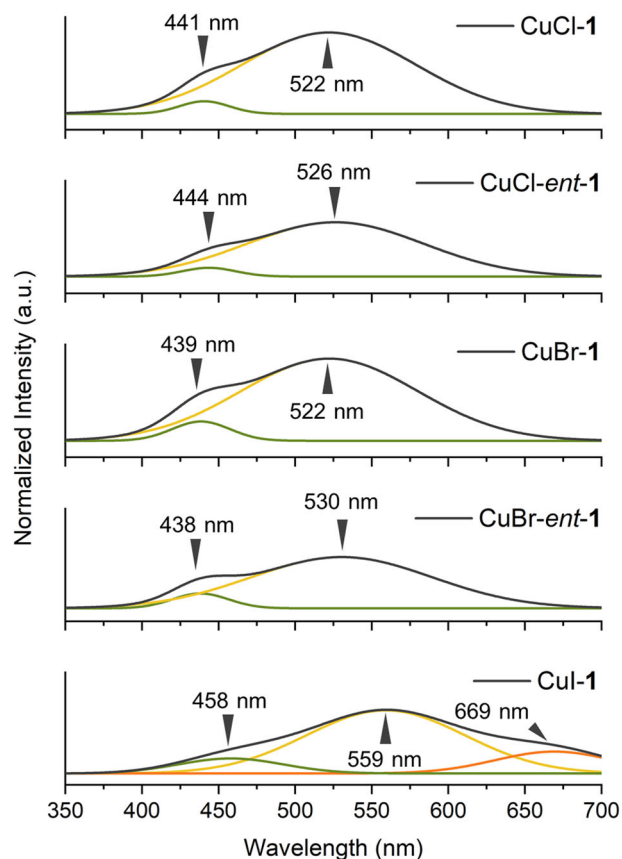 441 nm
CuCl-1
522 nm
526 nm
CuCl-ent-1
444 nm
439 nm
CuBr-1
522 nm
530 nm
CuBr-ent-1
438 nm
CuI-1
458 nm
669 nm
559 nm
350 400 450 500 550 600 650 700
Wavelength (nm)
Normalized Intensity (a.u.)